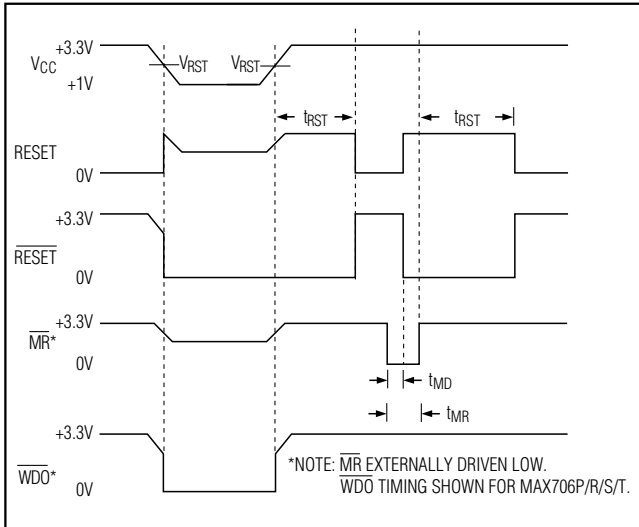 +3.3V
VCC
VRST
VRST
+1V
tRST
tRST
RESET
0V
+3.3V
RESET
0V
+3.3V
MR*
0V
tMD
tMR
+3.3V
WDO*
0V
*NOTE: MR EXTERNALLY DRIVEN LOW.
WDO TIMING SHOWN FOR MAX706P/R/S/T.